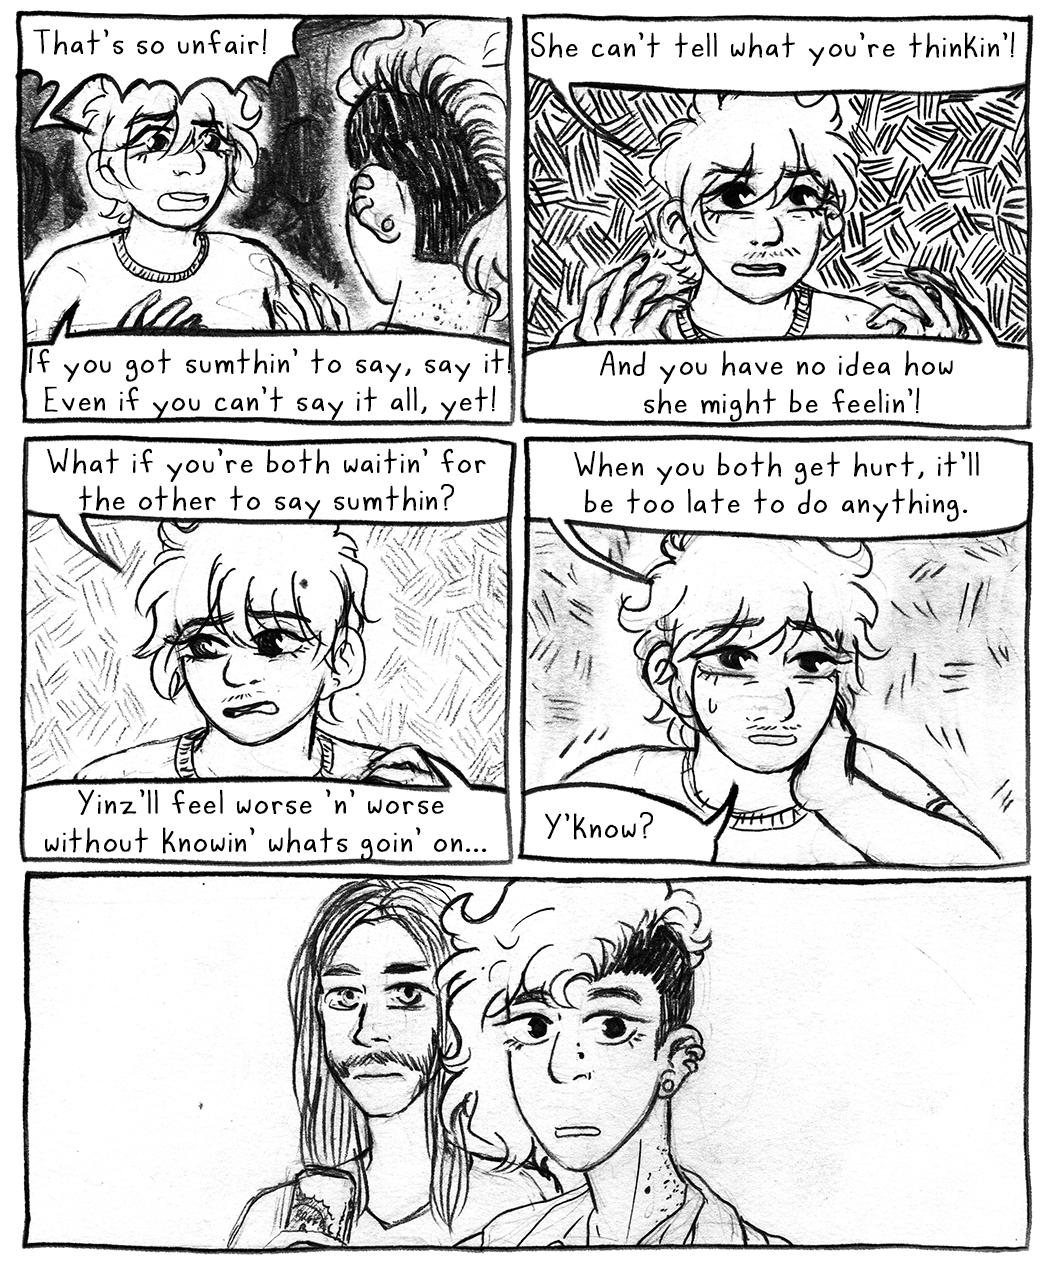 That's so unfair!
If you got sumthin' to say, say it!
Even if you can't say it all, yet!
She can't tell what you're thinkin'!
And you have no idea how
she might be feelin'!
What if you're both waitin' for
the other to say sumthin?
Yinz'll feel worse 'n' worse
without knowin' whats goin' on...
When you both get hurt, it'll
be too late to do anything.
Y'know?